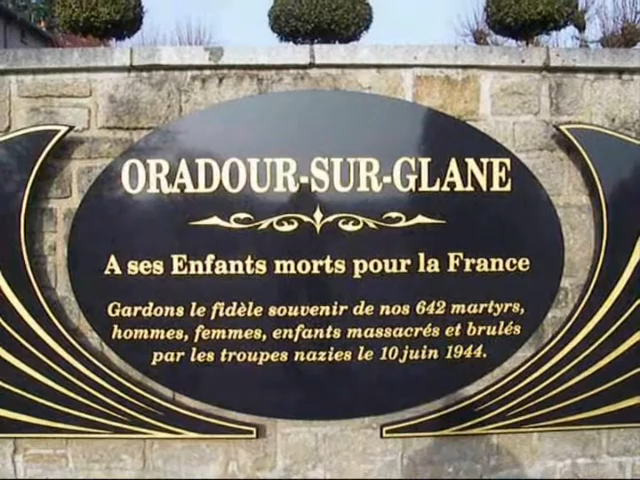 ORADOUR-SUR-GLANE
A ses Enfants morts pour la France
Gardons le fidèle souvenir de nos 642 martyrs,
hommes, femmes, enfants massacrés et brulés
par les troupes nazies le 10 juin 1944.